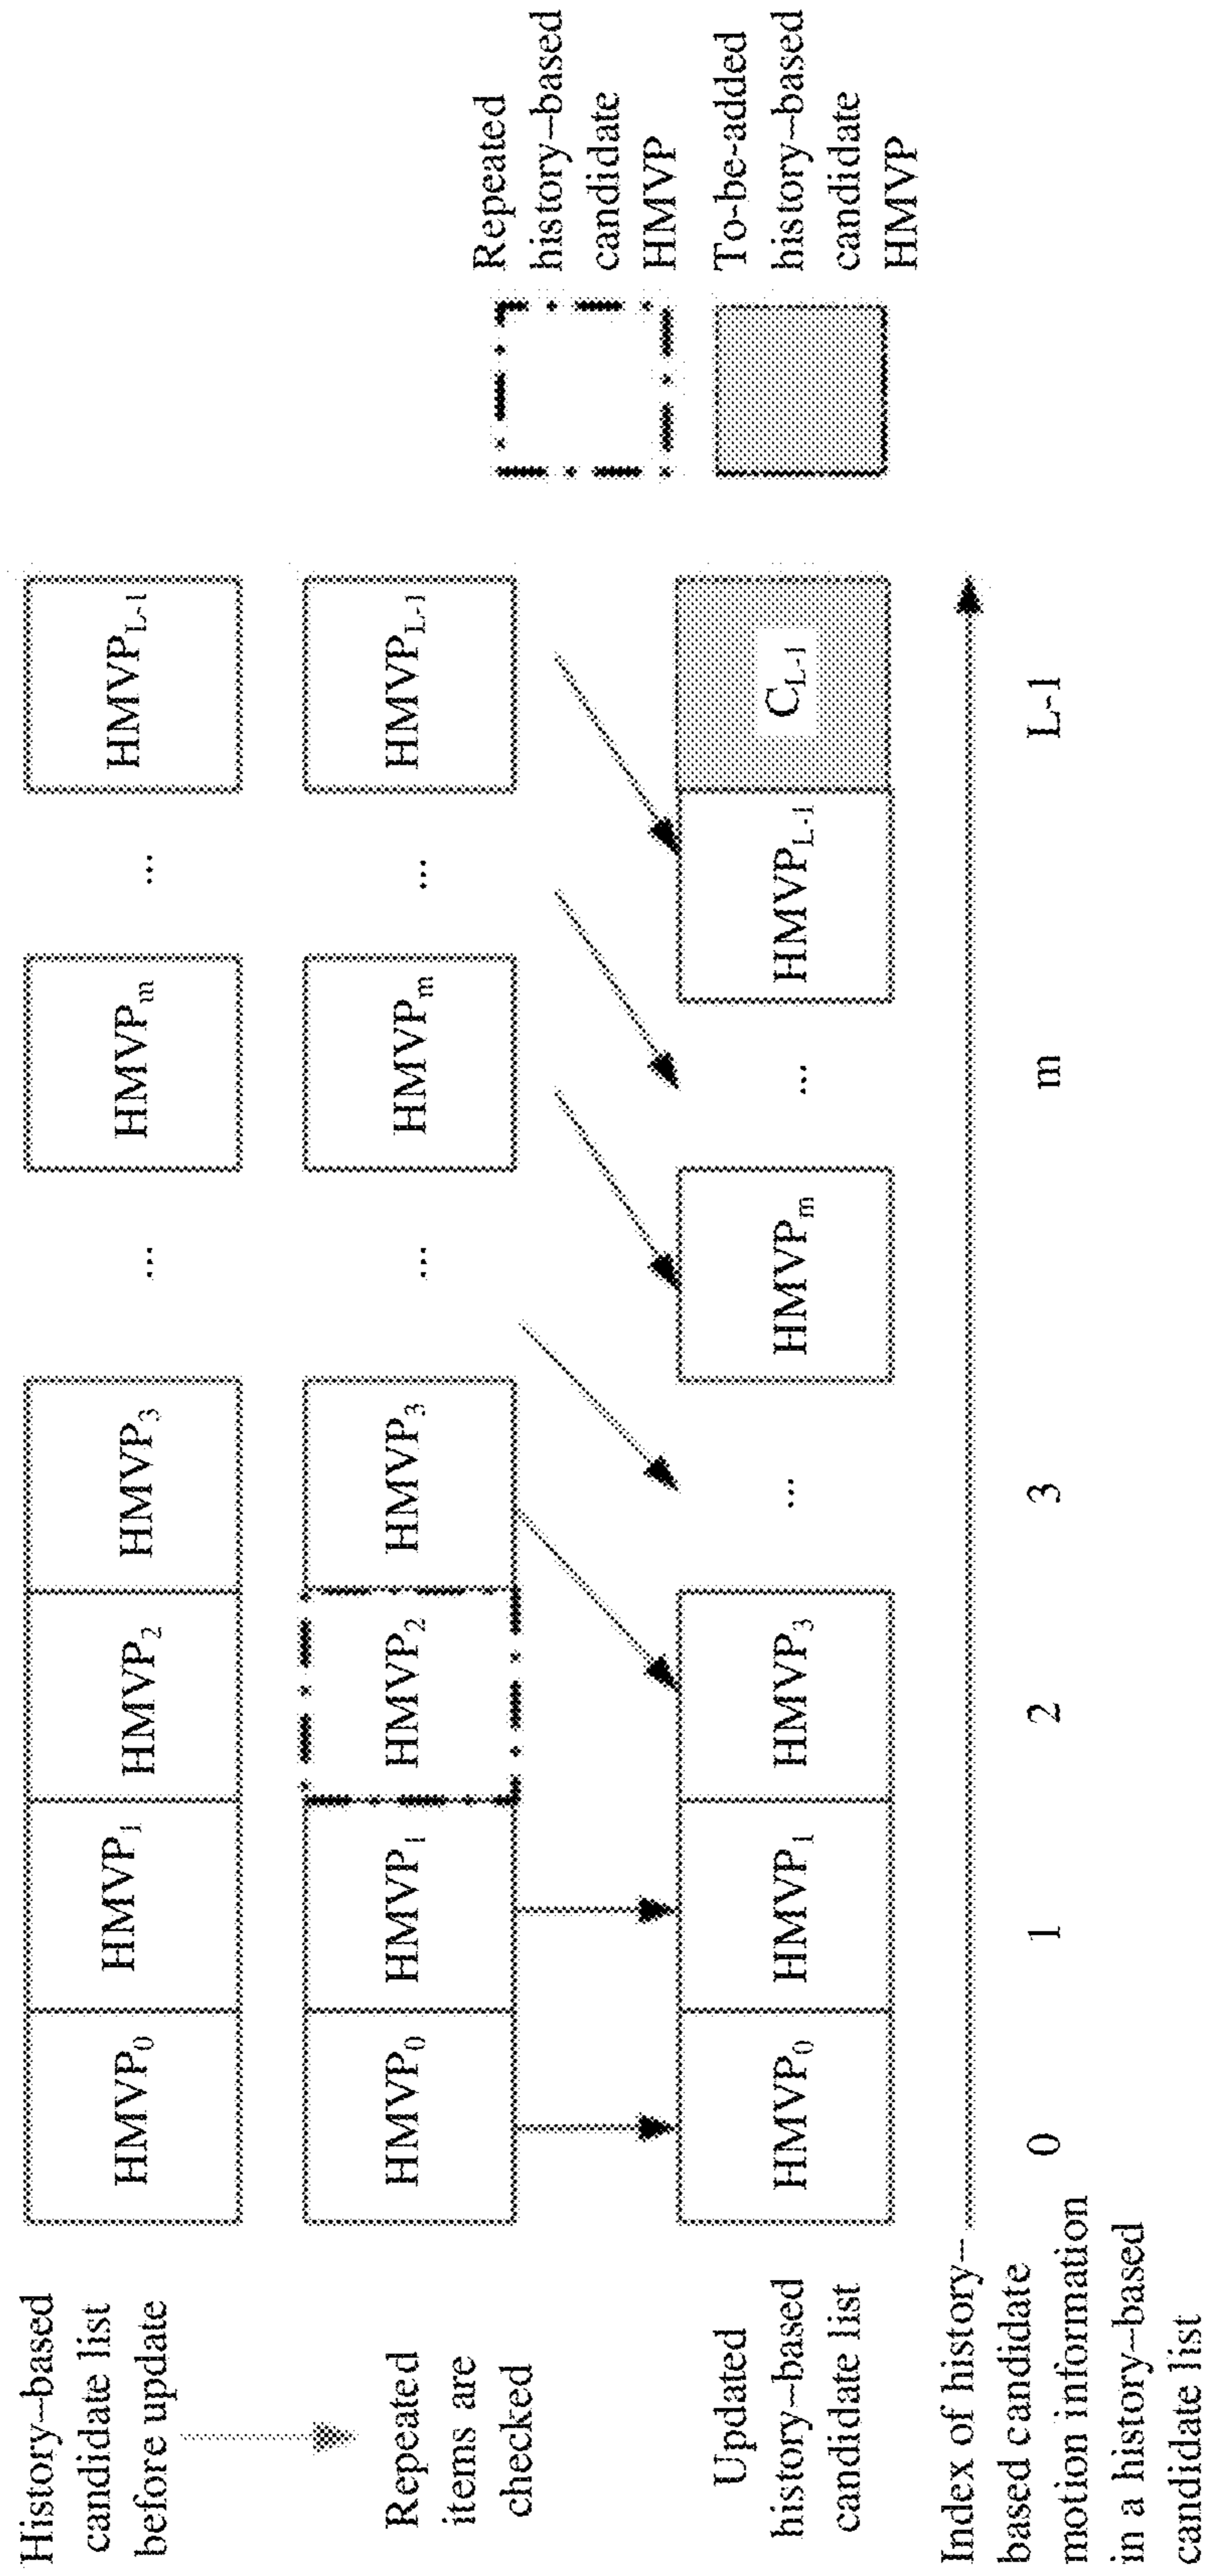 History-based
candidate list
before update
HMVP0
HMVP1
HMVP2
HMVP3
...
HMVPm
...
HMVPL-1
Repeated
items are
checked
HMVP0
HMVP1
HMVP2
HMVP3
...
HMVPm
...
HMVPL-1
Repeated
history-based
candidate
HMVP
Updated
history-based
candidate list
HMVP0
HMVP1
HMVP3
...
HMVPm
...
HMVPL-1
CL-1
To-be-added
history-based
candidate
HMVP
Index of history-
based candidate
motion information
in a history-based
candidate list
0
1
2
3
m
L-1